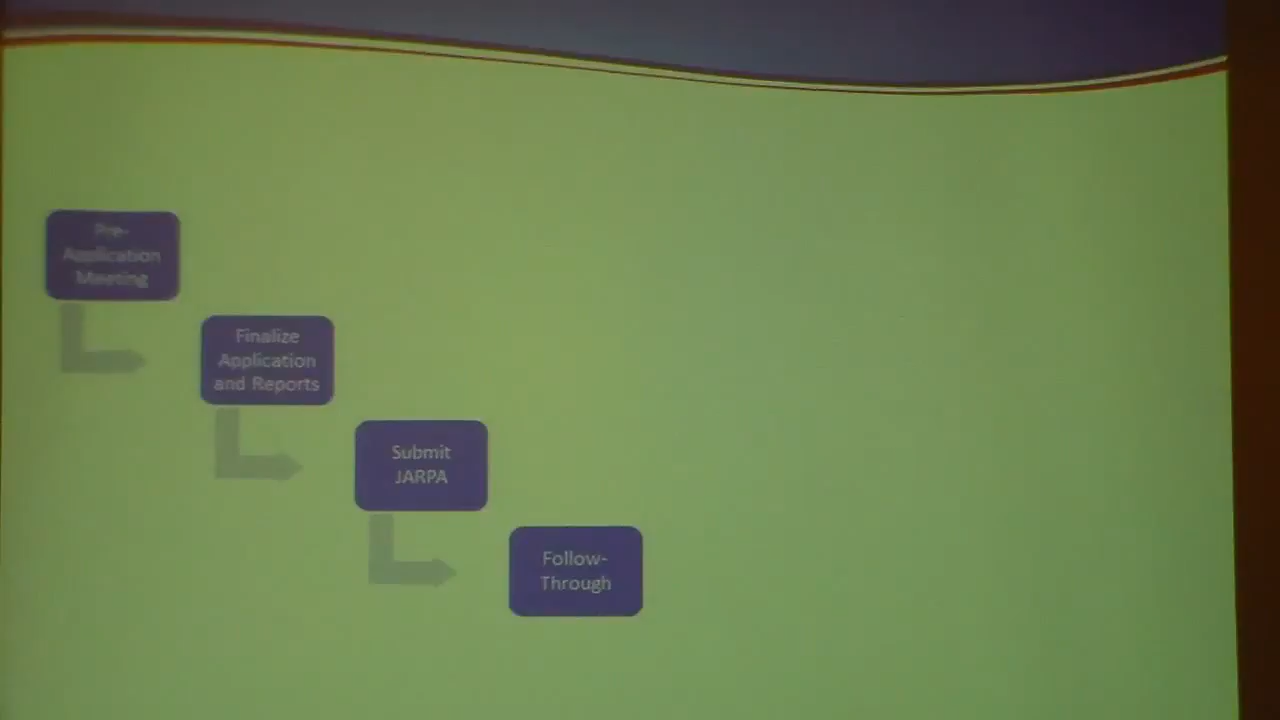 Pre-
Application
Meeting
Finalize
Application
and Reports
Submit
JARPA
Follow-
Through